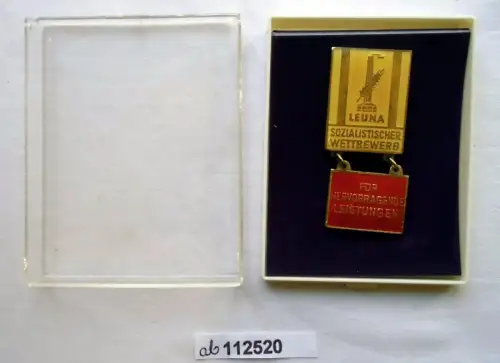 LEUNA
SOZIALISTISCHER
WETTBEWERB
FÜR
HERVORRAGENDE
LEISTUNGEN
ab 112520